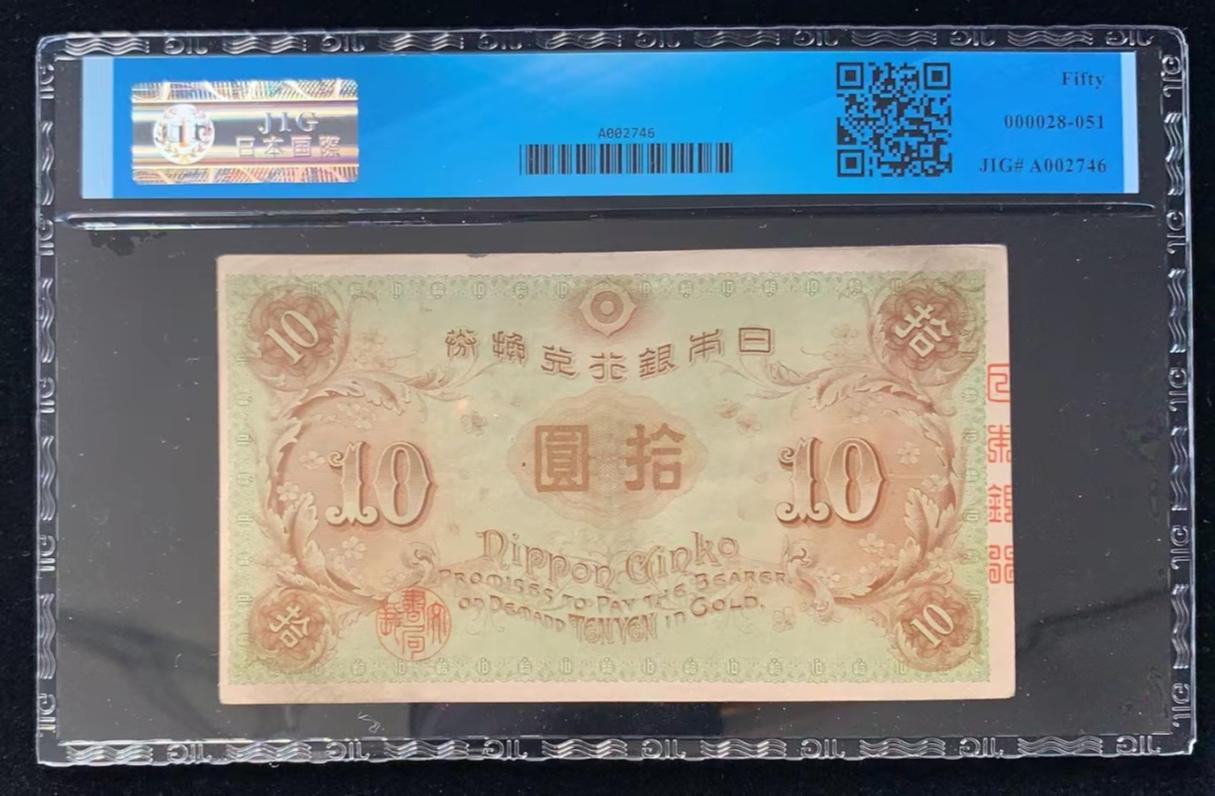 JIG
日本国際
A002746
Fifty
000028-051
JIG# A002746
10
拾
券換兌行銀本日
圓拾
10
10
Nippon Ginko
PROMISES TO PAY THE BEARER
ON DEMAND TEN YEN IN GOLD.
拾
10
日本銀行